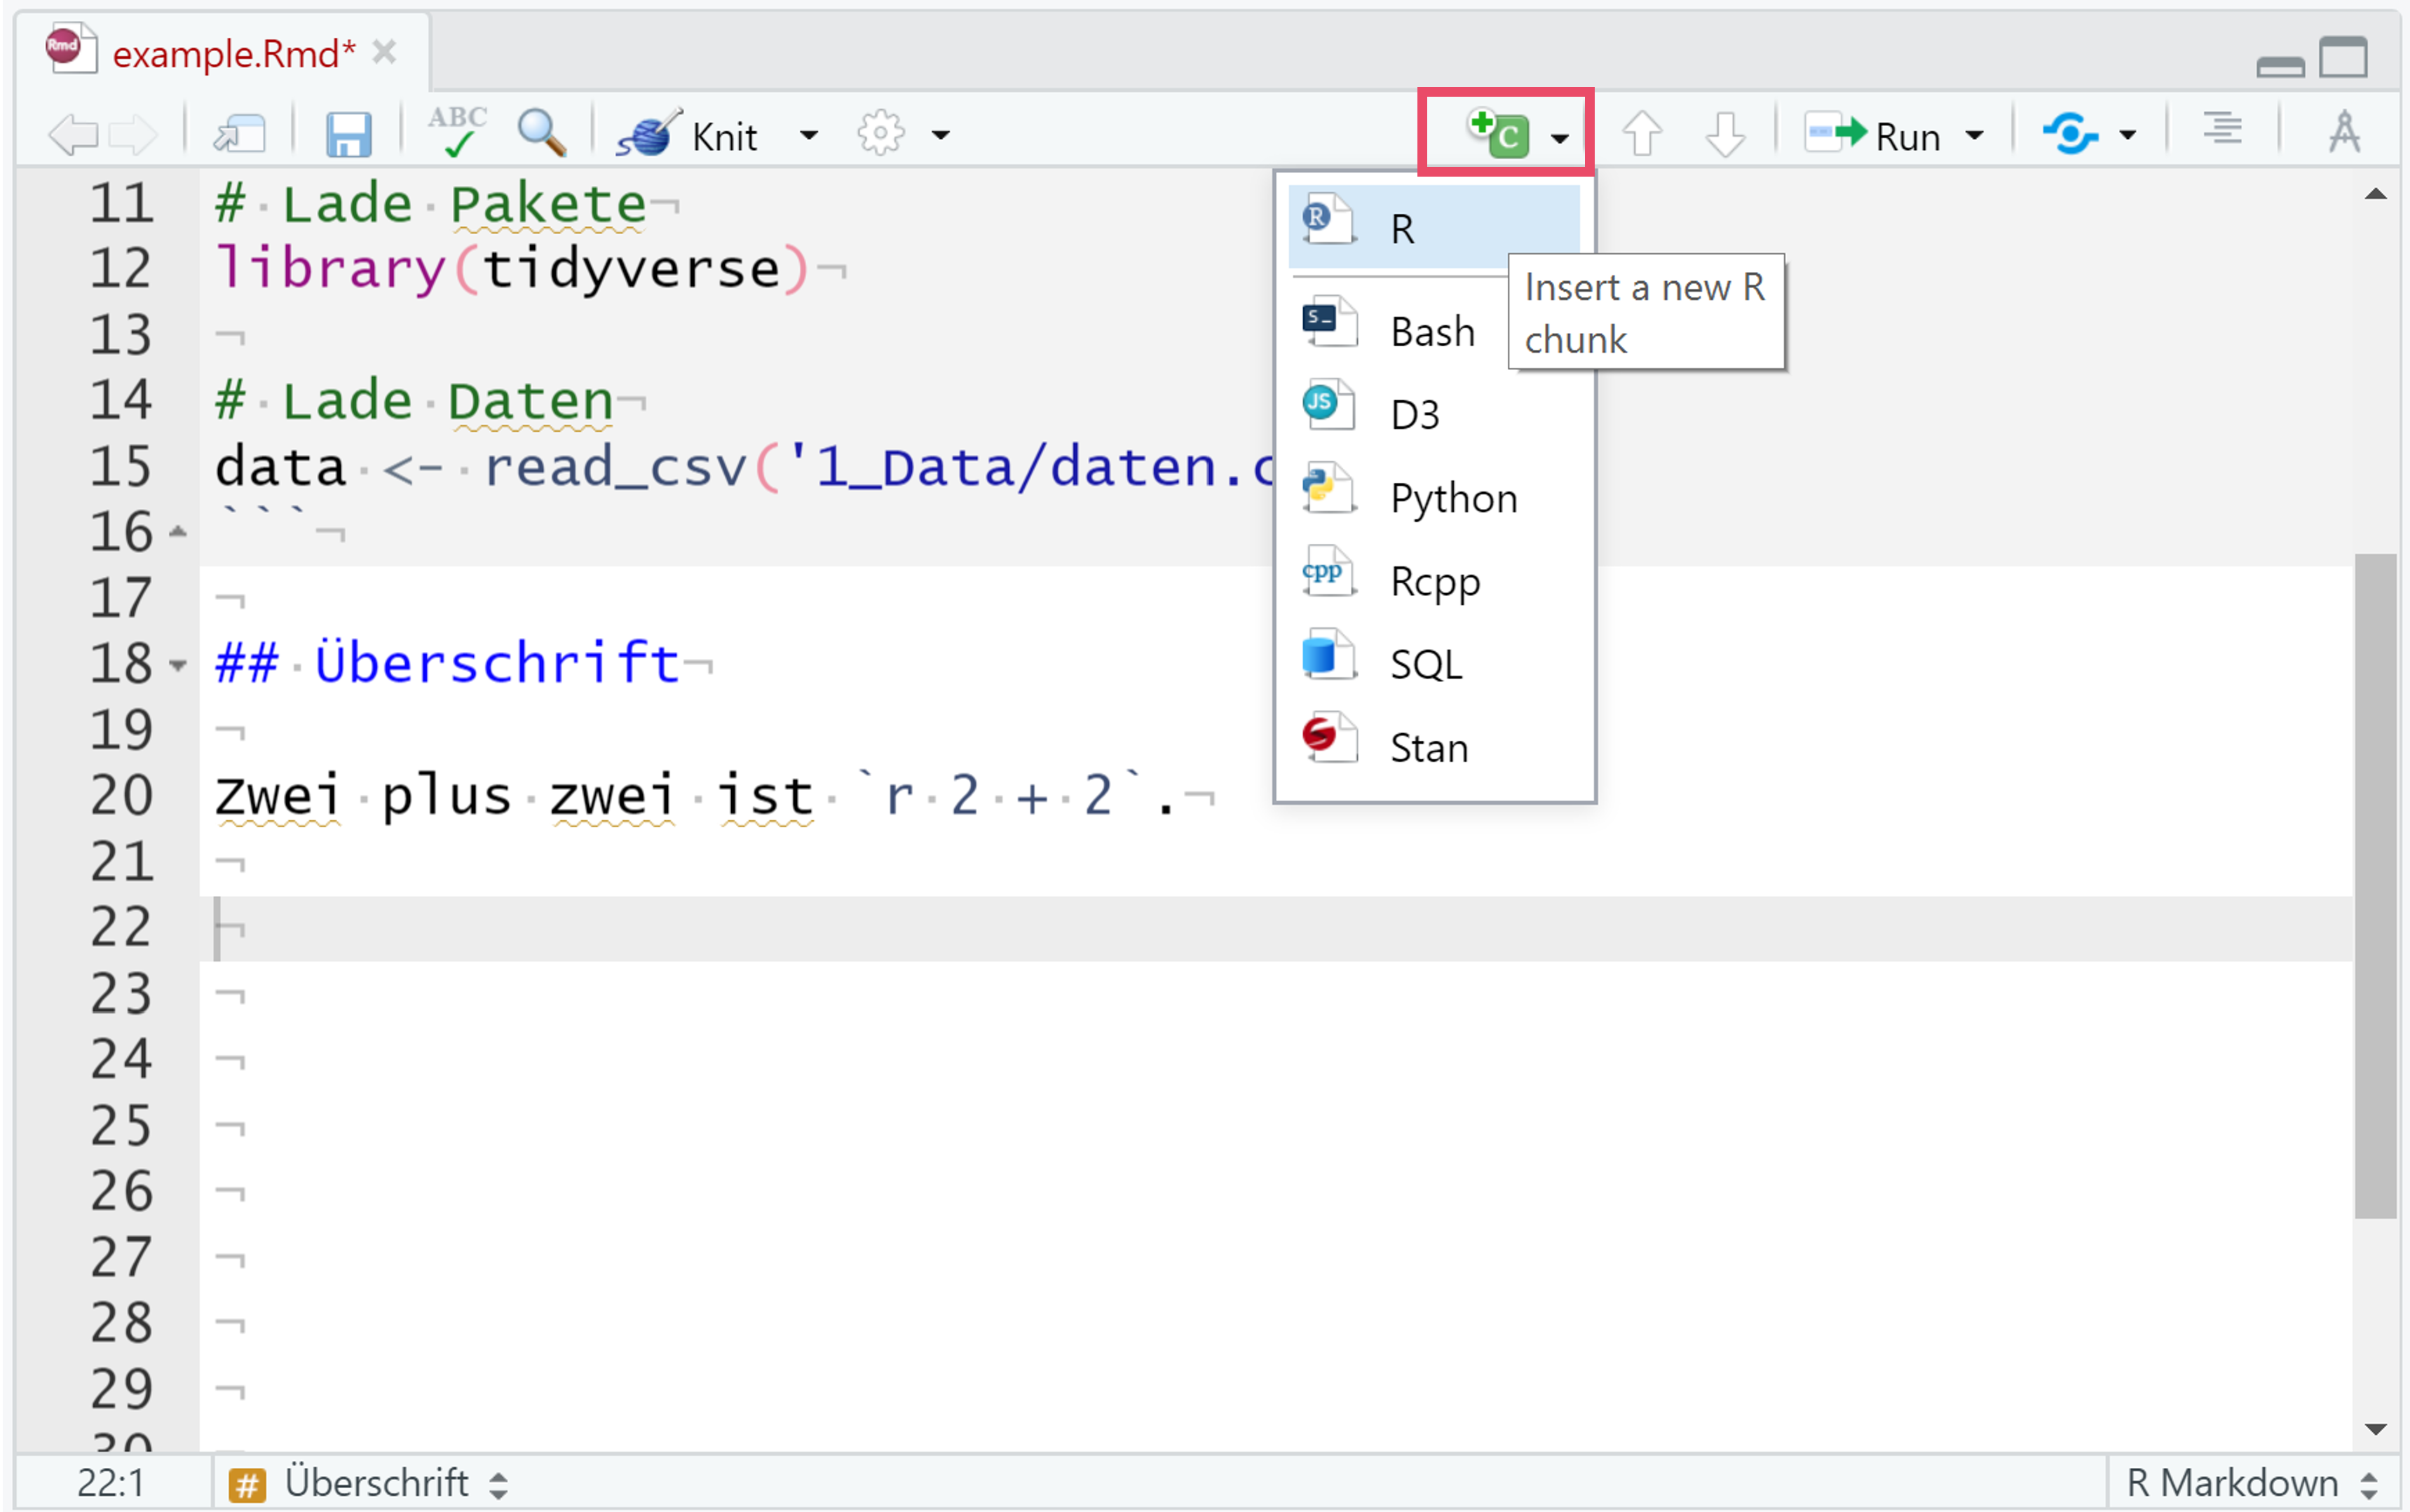 example.Rmd*
ABC Knit Run
11 # Lade Pakete
12 library(tidyverse)
13
14 # Lade Daten
15 data <- read_csv('1_Data/daten.c
16 ```
17
18 ## Überschrift
19
20 Zwei plus zwei ist `r 2 + 2`.
21
22
23
24
25
26
27
28
29
30
R
Insert a new R
chunk
Bash
D3
Python
Rcpp
SQL
Stan
22:1 # Überschrift R Markdown